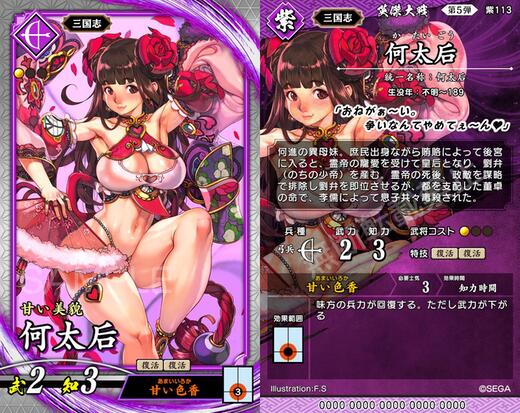 三国志
甘い美貌
何太后
復活 復活
武2 知3
あまいいろか
甘い色香
3
紫
三国志
英傑大戦
第5弾
紫113
か・たい・ごう
何太后
統一名称:何太后
生没年:不明~189
「おねがぁ~い。
争いなんてやめてぇ~ん♥」
何進の異母妹。庶民出身ながら賄賂によって後宮
に入ると、霊帝の寵愛を受けて皇后となり、劉弁
(のちの少帝)を産む。霊帝の死後、政敵を謀略
で排除し劉弁を即位させるが、都を支配した董卓
の命で、李儒によって息子共々毒殺された。
兵種 武力 知力 武将コスト
弓兵 2 3 特技 復活 復活
あまいいろか 必要士気 効果時間
甘い色香 3 知力時間
効果範囲
味方の兵力が回復する。ただし武力が下が
る
Illustration:F.S
©SEGA
0000 0000 0000 0000 0000